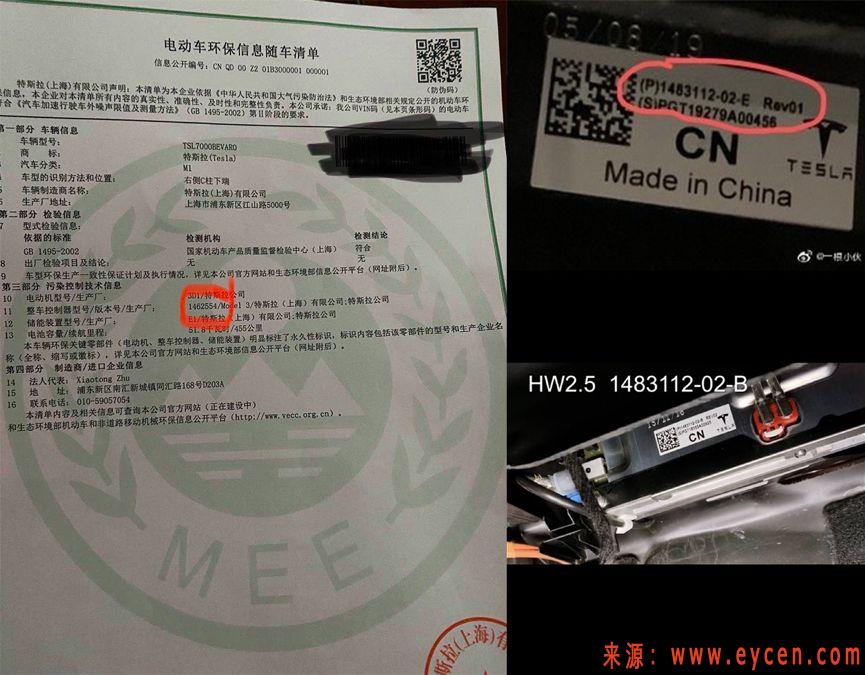 电动车环保信息随车清单
信息公开编号: CN QD 00 Z2 01B3000001 000001
(防伪码)
特斯拉(上海)有限公司声明: 本清单为本企业依据《中华人民共和国大气污染防治法》和生态环境部相关规定公开的机动车环
保信息。本企业对本清单所有内容的真实性、准确性、及时性和完整性负责。本公司承诺: 我公司VIN码(见本页条形码)的电动车
符合《汽车加速行驶车外噪声限值及测量方法》(GB 1495-2002)第Ⅱ阶段的要求。
第一部分 车辆信息
车辆型号: TSL7000BEVAR0
商 标: 特斯拉(Tesla)
3 汽车分类: M1
4 车型的识别方法和位置: 右侧C柱下端
5 车辆制造商名称: 特斯拉(上海)有限公司
6 生产厂地址: 上海市浦东新区江山路5000号
第二部分 检验信息
7 型式检验信息:
依据的标准 检测机构 检测结论
GB 1495-2002 国家机动车产品质量监督检验中心(上海) 符合
8 出厂检验项目及结论: 无 无
9 车型环保生产一致性保证计划及执行情况, 详见本公司官方网站和生态环境部信息公开平台(网址附后)。
第三部分 污染控制技术信息
10 电动机型号/生产厂: 3D1/特斯拉公司
11 整车控制器型号/版本号/生产厂: 1462554/Model 3/特斯拉(上海)有限公司;特斯拉公司
12 储能装置型号/生产厂: E1/特斯拉(上海)有限公司;特斯拉公司
13 电池容量/续航里程: 51.8千瓦时/455公里
本车辆环保关键零部件(电动机、整车控制器、储能装置)明显标注了永久性标识, 标识内容包括该零部件的型号和生产企业名
称(全称、缩写或徽标), 详见本公司官方网站和生态环境部信息公开平台(网址附后)。
第四部分 制造商/进口企业信息
14 法人代表: Xiaotong Zhu
15 地 址: 浦东新区南汇新城镇同汇路168号D203A
16 联系电话: 010-59057054
本清单内容及相关信息可查询本公司官方网站(正在建设中)
和生态环境部机动车和非道路移动机械环保信息公开平台(http://www.vecc.org.cn)。
MEE
斯拉(上海)有
05/08/19
(P)1483112-02-E Rev01
(S)PGT19279A00456
CN
TESLA
Made in China
@一根小伙
HW2.5 1483112-02-B
CN
TESLA
来源: www.eycen.com